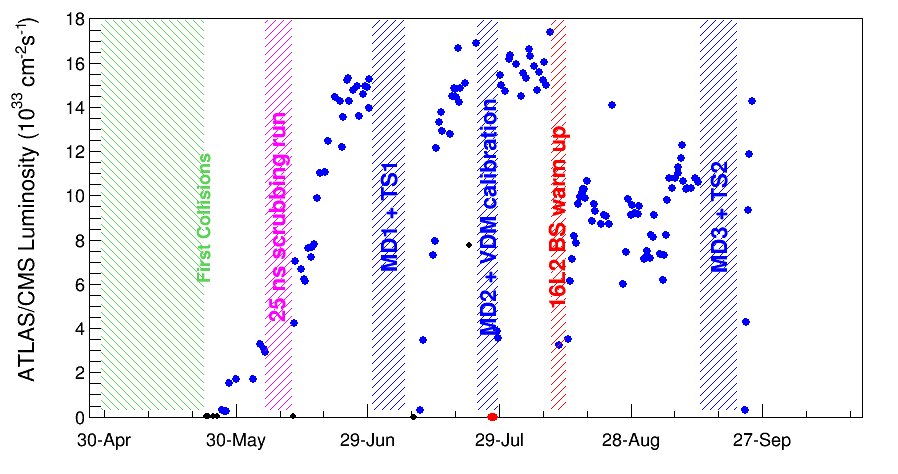 ATLAS/CMS Luminosity (10³³ cm⁻²s⁻¹)
18
16
14
12
10
8
6
4
2
0
First Collisions
25 ns scrubbing run
MD1 + TS1
MD2 + VDM calibration
16L2 BS warm up
MD3 + TS2
30-Apr 30-May 29-Jun 29-Jul 28-Aug 27-Sep